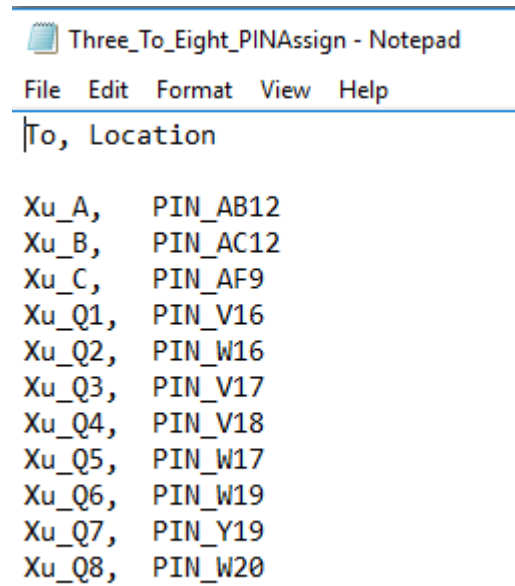 Three_To_Eight_PINAssign - Notepad
File Edit Format View Help
To, Location
Xu_A, PIN_AB12
Xu_B, PIN_AC12
Xu_C, PIN_AF9
Xu_Q1, PIN_V16
Xu_Q2, PIN_W16
Xu_Q3, PIN_V17
Xu_Q4, PIN_V18
Xu_Q5, PIN_W17
Xu_Q6, PIN_W19
Xu_Q7, PIN_Y19
Xu_Q8, PIN_W20